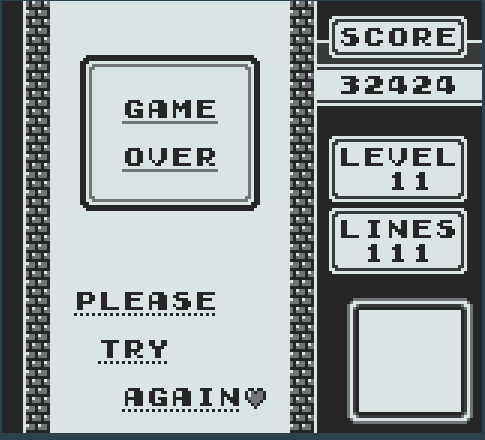 GAME
OVER
PLEASE
TRY
AGAIN♥
SCORE
32424
LEVEL
11
LINES
111